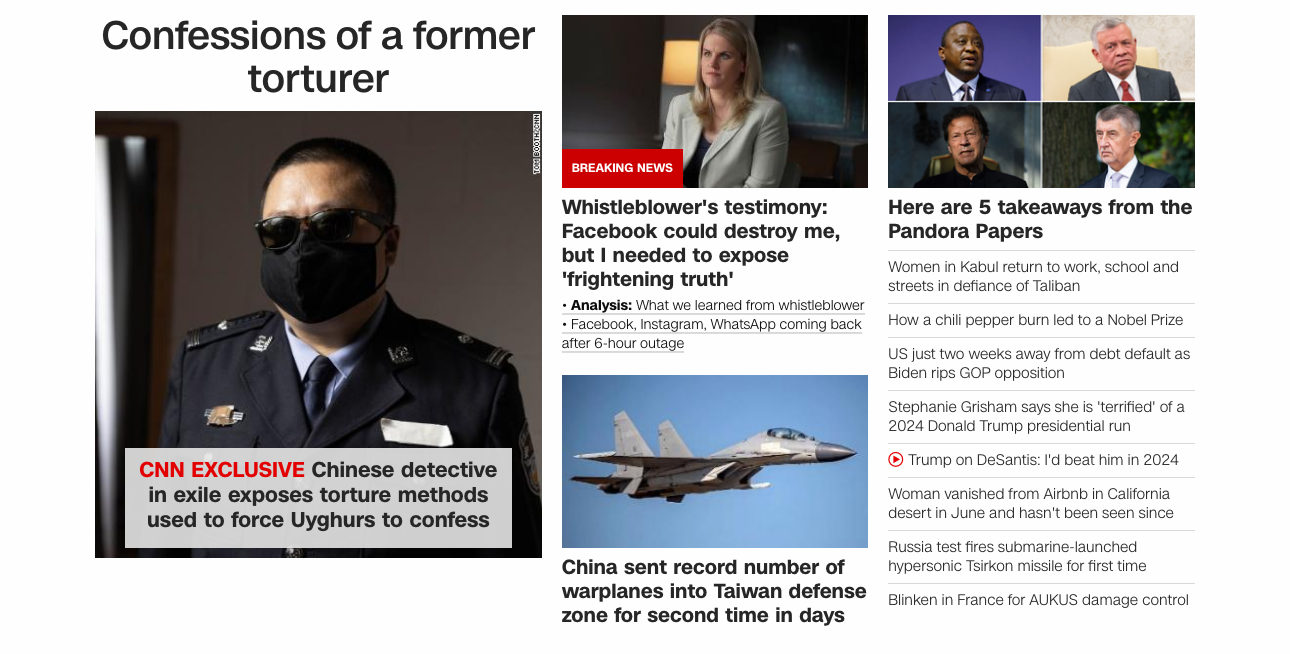 Confessions of a former
torturer
TOM BOOTH/CNN
CNN EXCLUSIVE Chinese detective
in exile exposes torture methods
used to force Uyghurs to confess
BREAKING NEWS
Whistleblower's testimony:
Facebook could destroy me,
but I needed to expose
'frightening truth'
• Analysis: What we learned from whistleblower
• Facebook, Instagram, WhatsApp coming back
after 6-hour outage
China sent record number of
warplanes into Taiwan defense
zone for second time in days
Here are 5 takeaways from the
Pandora Papers
Women in Kabul return to work, school and
streets in defiance of Taliban
How a chili pepper burn led to a Nobel Prize
US just two weeks away from debt default as
Biden rips GOP opposition
Stephanie Grisham says she is 'terrified' of a
2024 Donald Trump presidential run
Trump on DeSantis: I'd beat him in 2024
Woman vanished from Airbnb in California
desert in June and hasn't been seen since
Russia test fires submarine-launched
hypersonic Tsirkon missile for first time
Blinken in France for AUKUS damage control